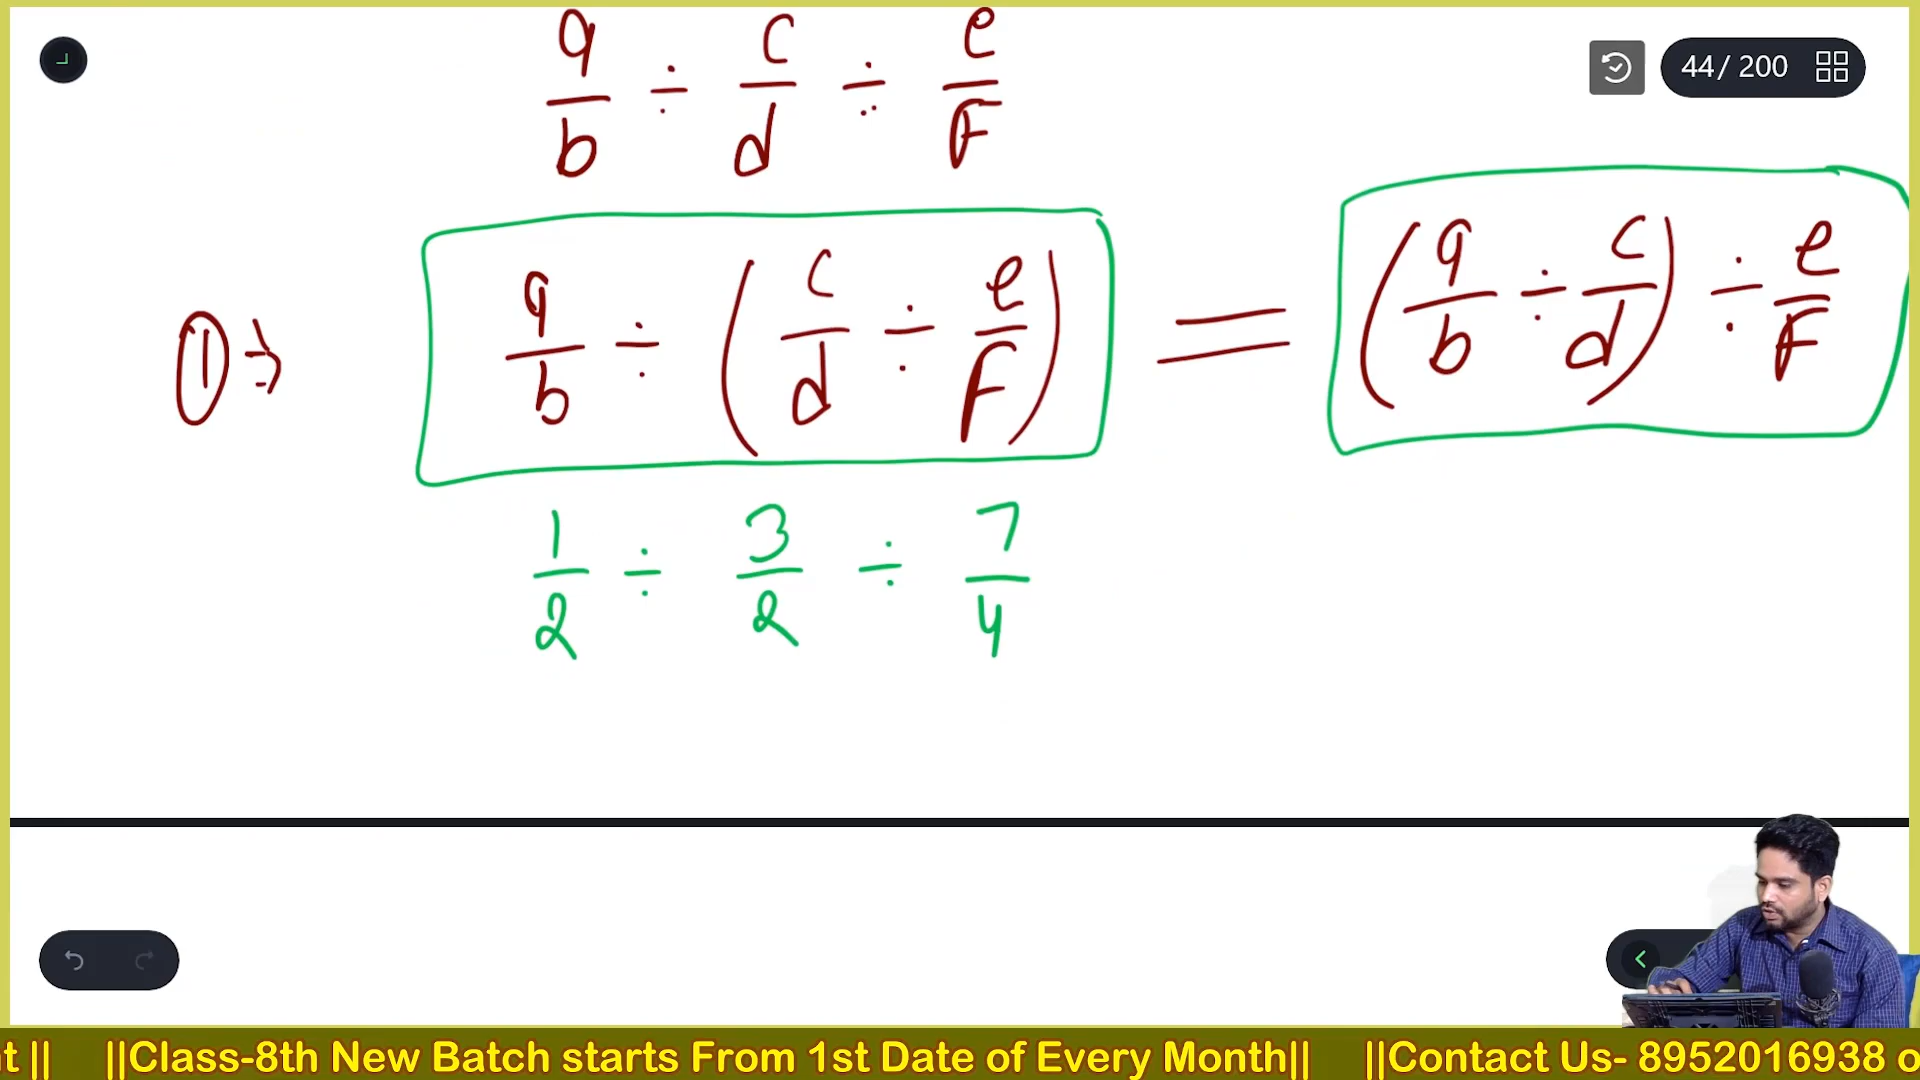 44/ 200
a/b ÷ c/d ÷ e/F
① ⇒ a/b ÷ (c/d ÷ e/F) = (a/b ÷ c/d) ÷ e/F
1/2 ÷ 3/2 ÷ 7/4
t || ||Class-8th New Batch starts From 1st Date of Every Month|| ||Contact Us- 8952016938 o